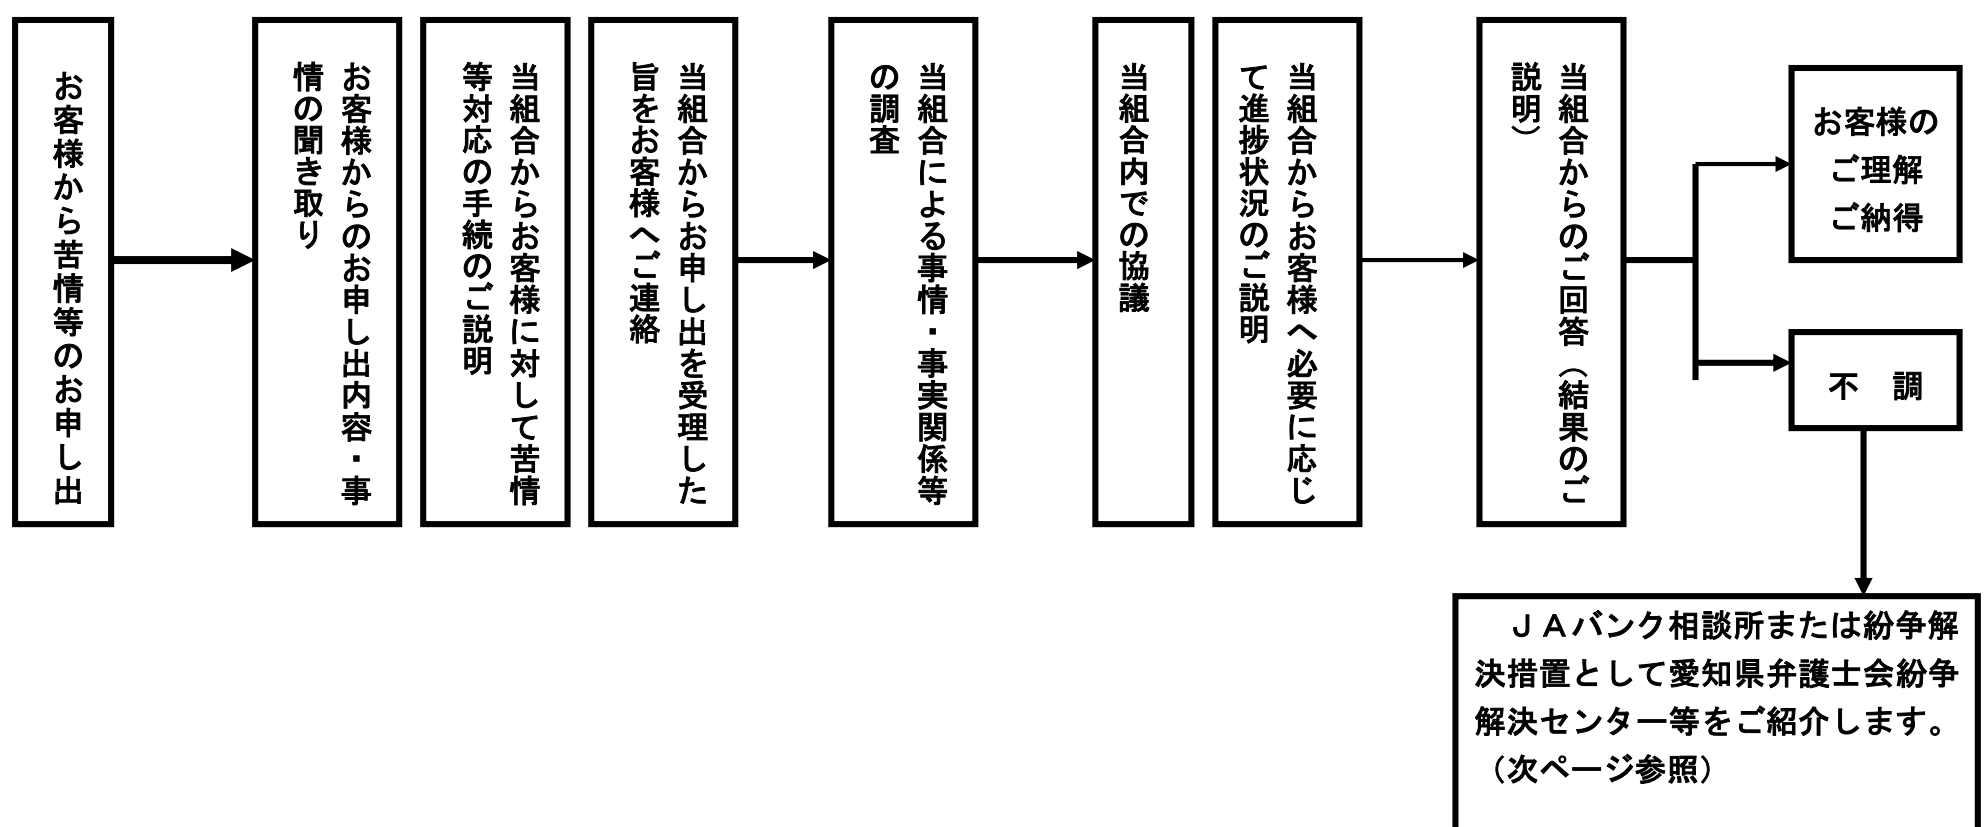 お客様から苦情等のお申し出
お客様からのお申し出内容・事
情の聞き取り
当組合からお客様に対して苦情
等対応の手続のご説明
当組合からお申し出を受理した
旨をお客様へご連絡
当組合による事情・事実関係等
の調査
当組合内での協議
当組合からお客様へ必要に応じ
て進捗状況のご説明
当組合からのご回答（結果のご
説明）
お客様の
ご理解
ご納得
不　調
ＪＡバンク相談所または紛争解
決措置として愛知県弁護士会紛争
解決センター等をご紹介します。
（次ページ参照）